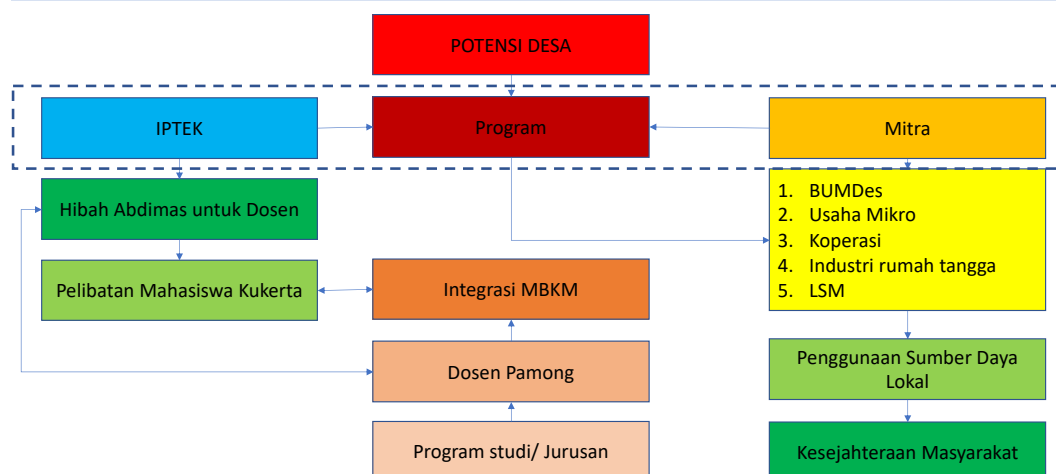 POTENSI DESA
IPTEK
Program
Mitra
Hibah Abdimas untuk Dosen
1. BUMDes
2. Usaha Mikro
3. Koperasi
4. Industri rumah tangga
5. LSM
Pelibatan Mahasiswa Kukerta
Integrasi MBKM
Dosen Pamong
Penggunaan Sumber Daya
Lokal
Program studi/ Jurusan
Kesejahteraan Masyarakat